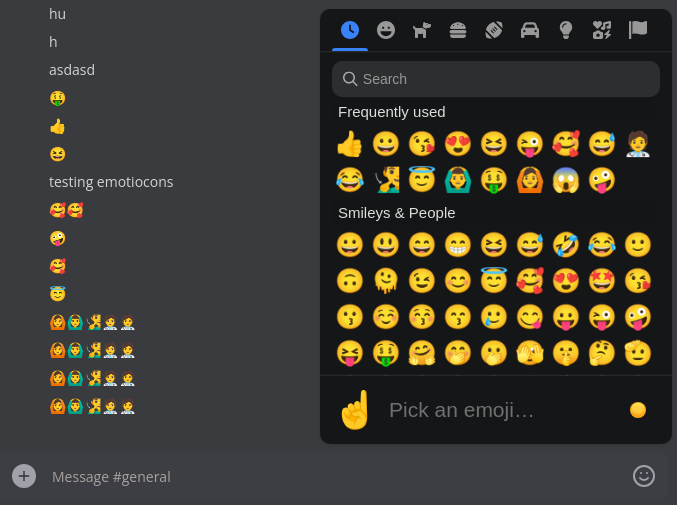 hu
h
asdasd
🤑
👍
😆
testing emotiocons
🥰🥰
🤪
🥰
😇
Search
Frequently used
Smileys & People
Pick an emoji…
Message #general